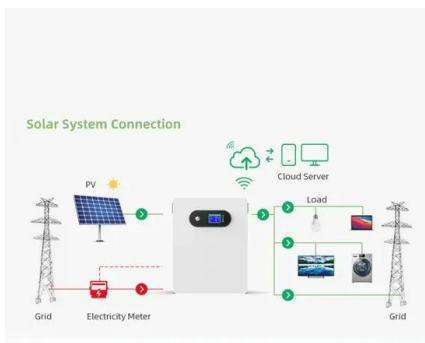 Solar System Connection
Cloud Server
PV
Load
Grid
Electricity Meter
Grid